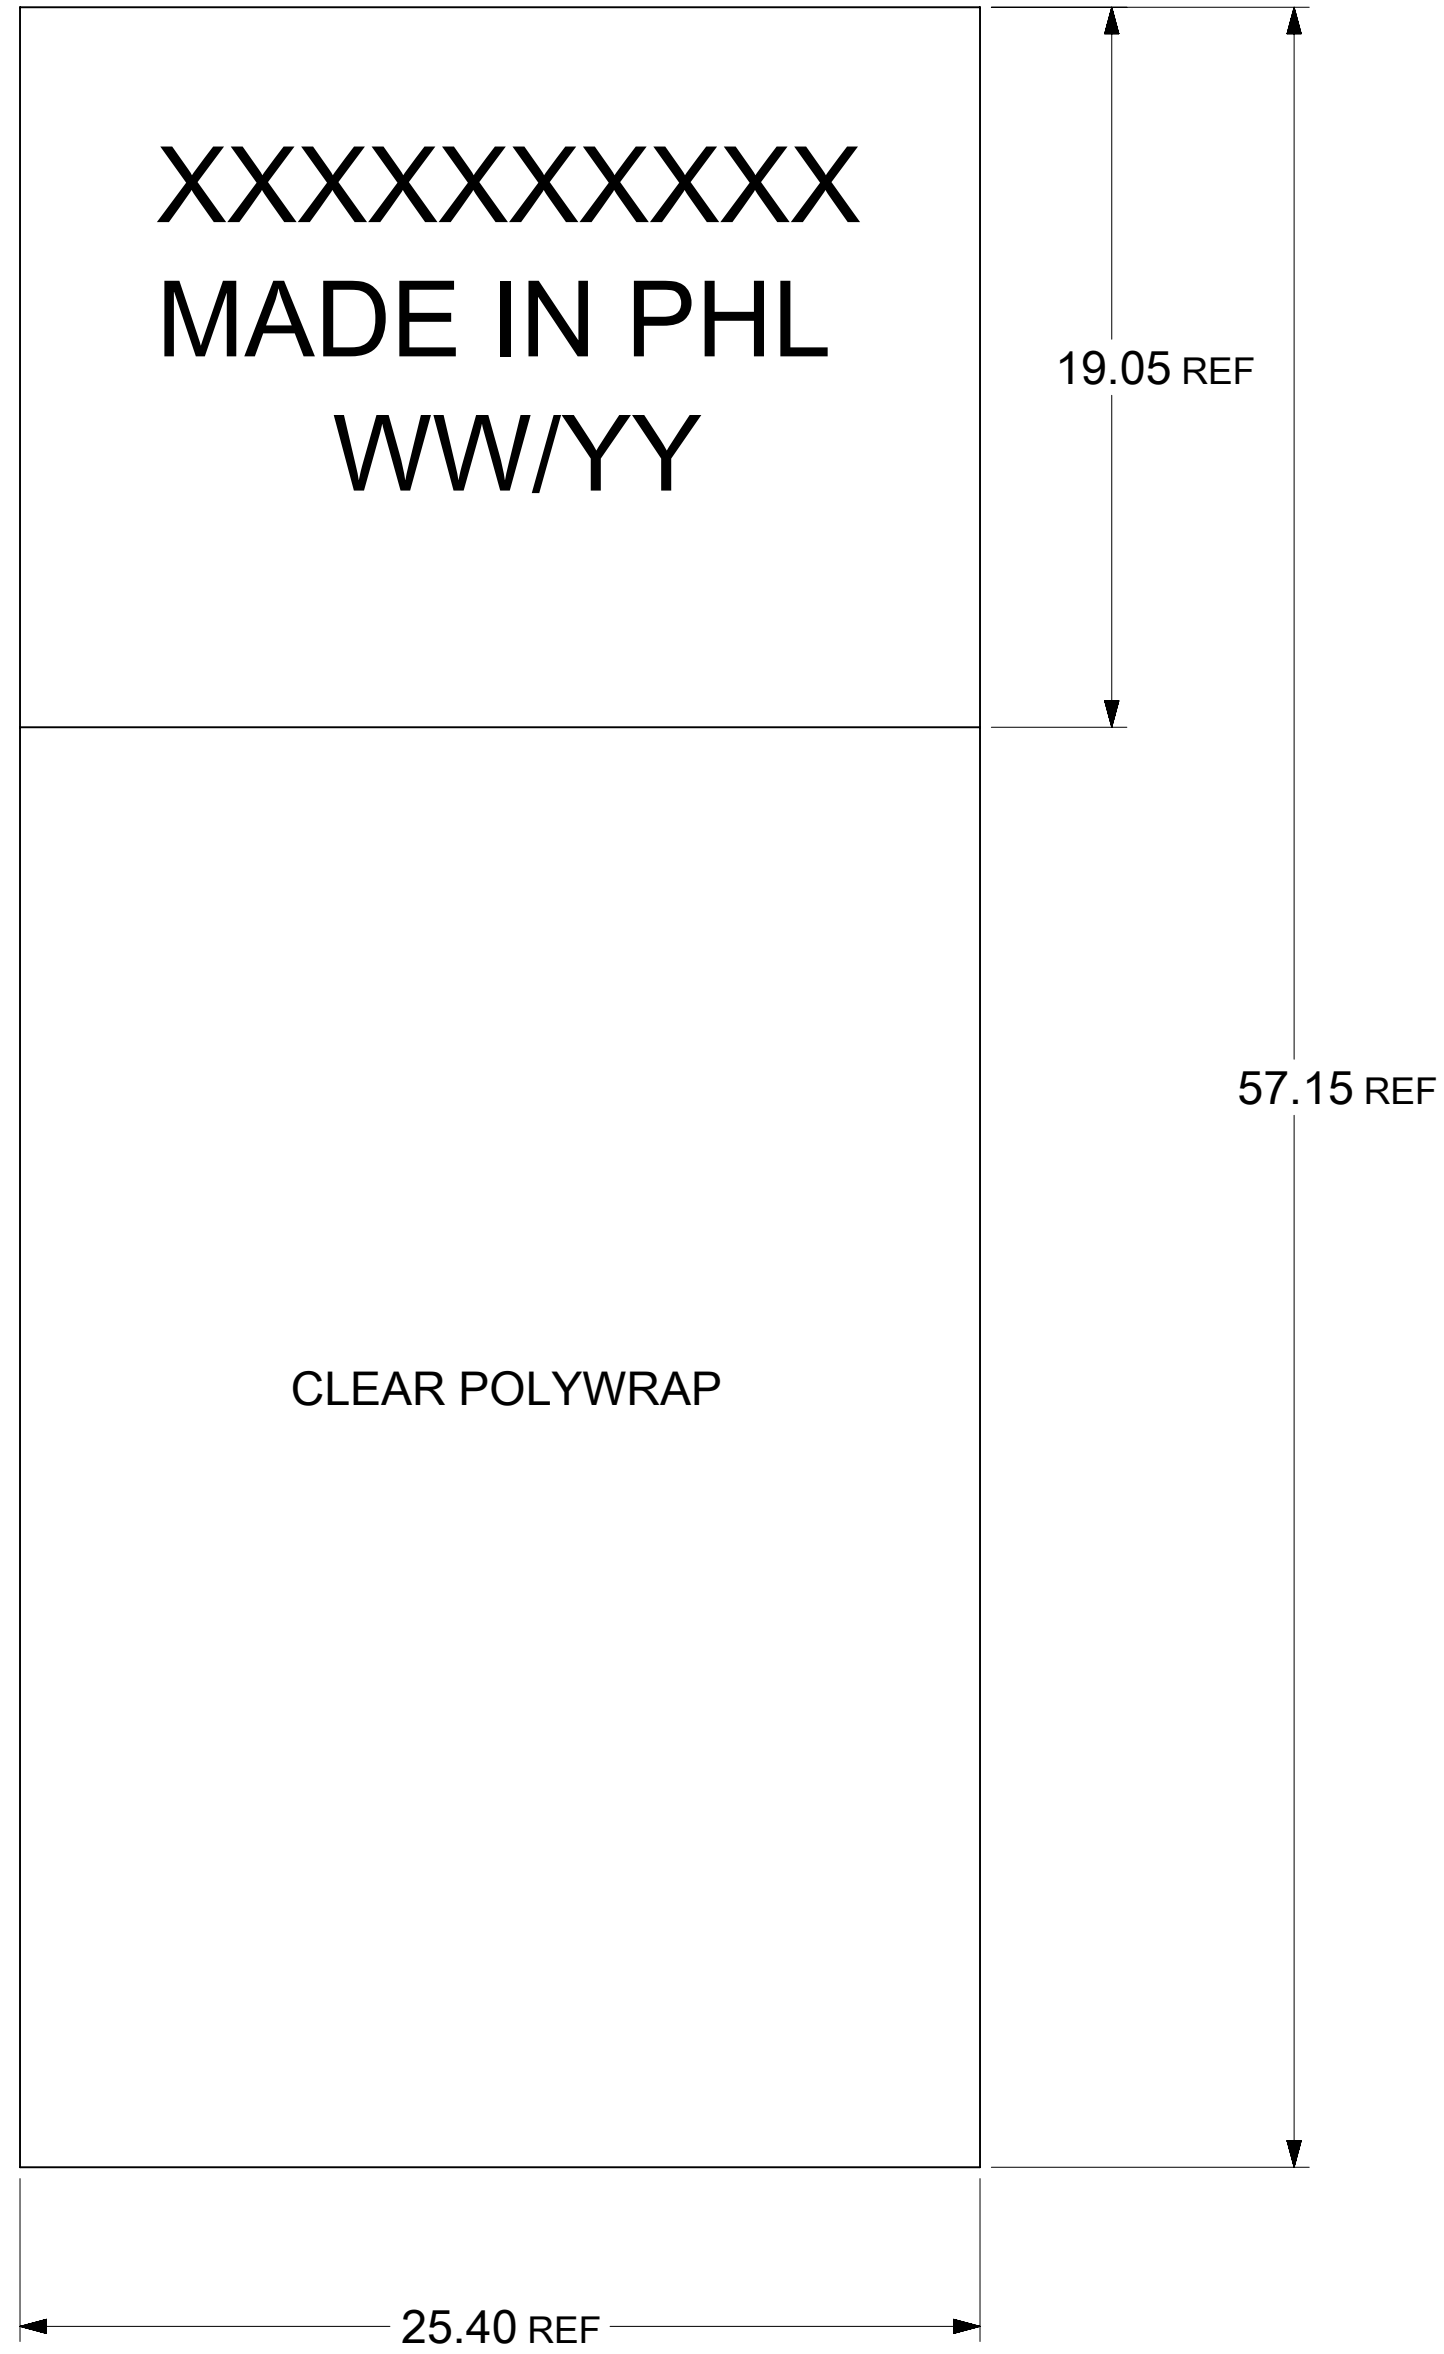 XXXXXXXXXX
MADE IN PHL
WW/YY
19.05 REF
57.15 REF
CLEAR POLYWRAP
25.40 REF